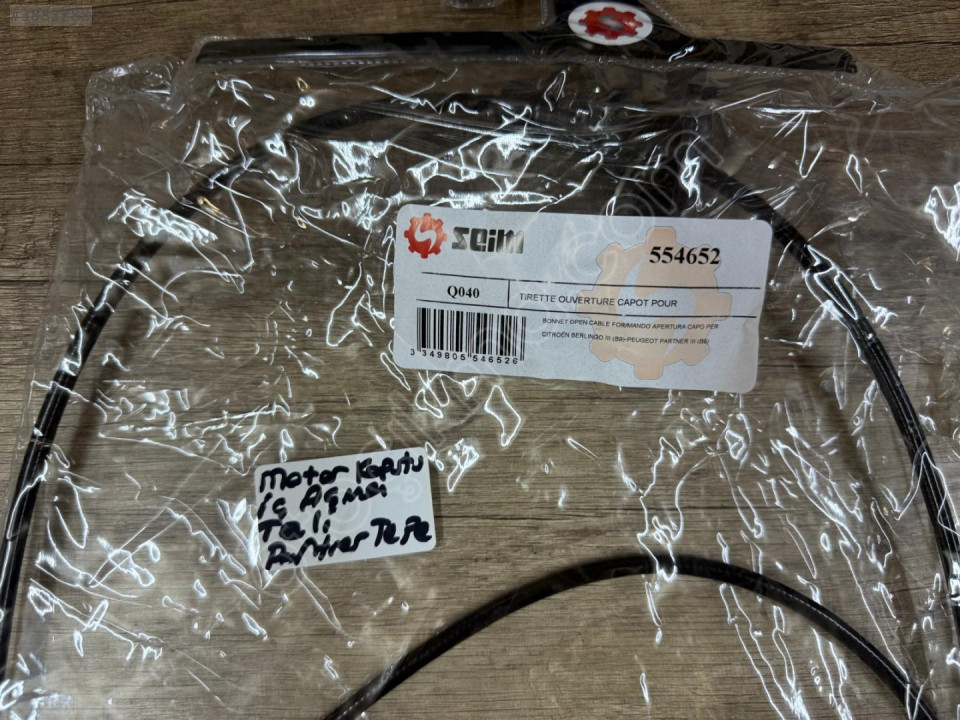 seim
554652
Q040
TIRETTE OUVERTURE CAPOT POUR
BONNET OPEN CABLE FOR/MANDO APERTURA CAPO PER
CITROËN BERLINGO III (B9)-PEUGEOT PARTNER III (B9)
3 349805 546526
Motor Kaputu
iç Açma
Teli
Partner Tepe